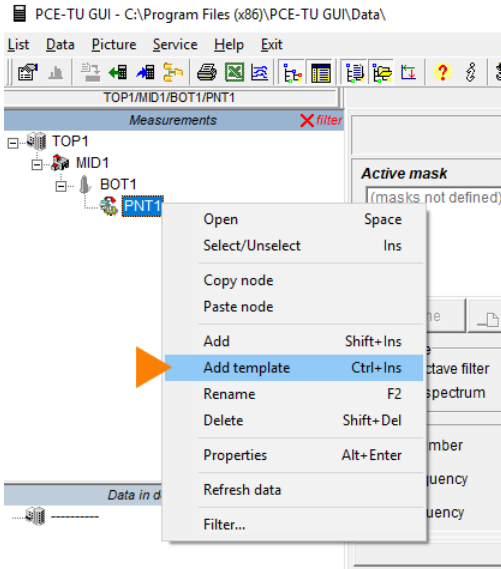 PCE-TU GUI - C:\Program Files (x86)\PCE-TU GUI\Data\
List Data Picture Service Help Exit
TOP1/MID1/BOT1/PNT1
Measurements filter
TOP1
MID1
BOT1
PNT1
Active mask
(masks not defined)
Open Space
Select/Unselect Ins
Copy node
Paste node
Add Shift+Ins
Add template Ctrl+Ins
Rename F2
Delete Shift+Del
Properties Alt+Enter
Refresh data
Filter...
ctave filter
spectrum
mber
quency
uency
Data in d
----------